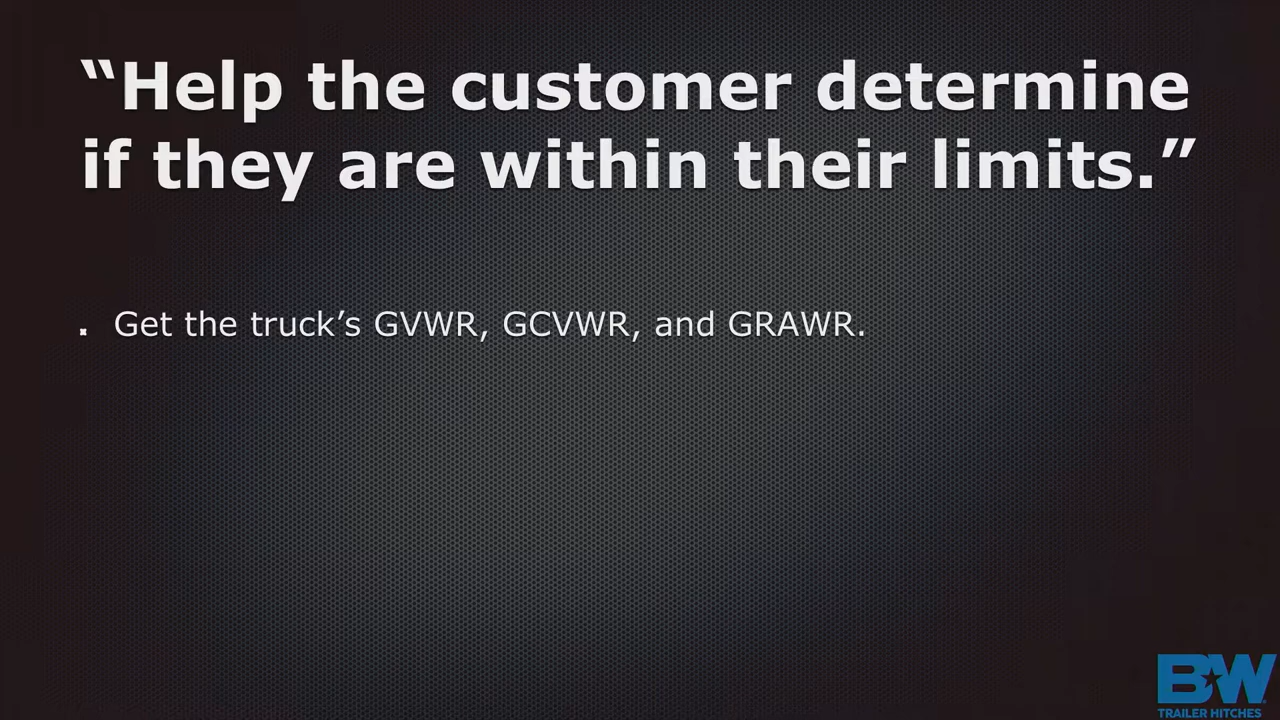 “Help the customer determine
if they are within their limits.”
. Get the truck’s GVWR, GCVWR, and GRAWR.
B★W
TRAILER HITCHES